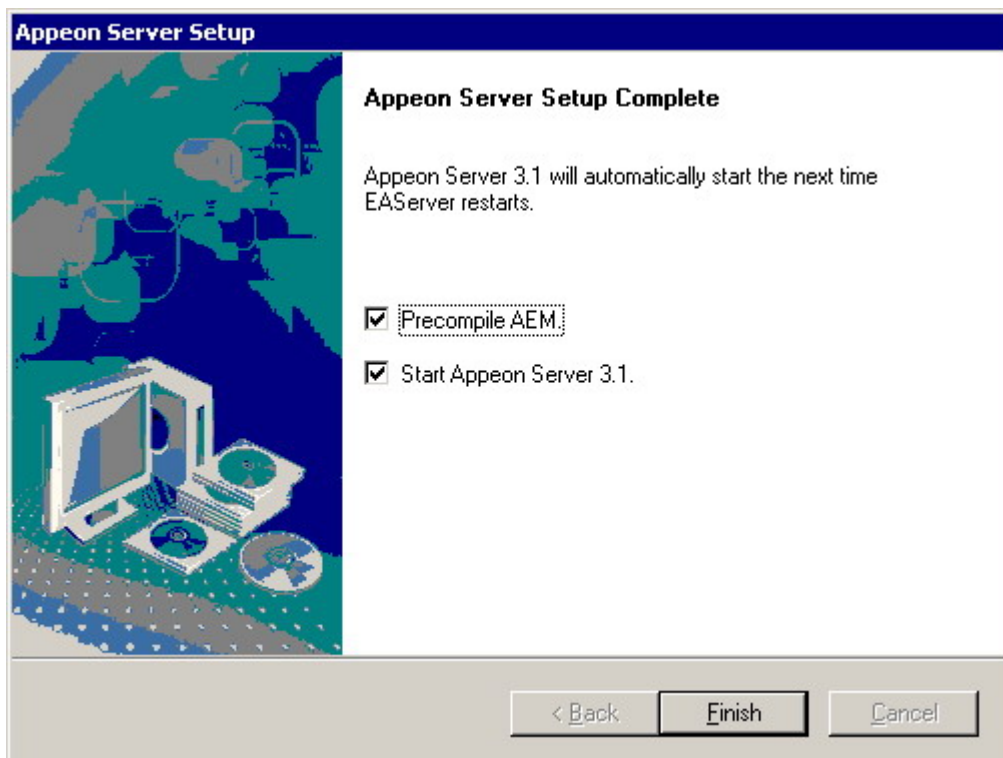 Appeon Server Setup
Appeon Server Setup Complete
Appeon Server 3.1 will automatically start the next time
EAServer restarts.
Precompile AEM.
Start Appeon Server 3.1.
< Back
Finish
Cancel